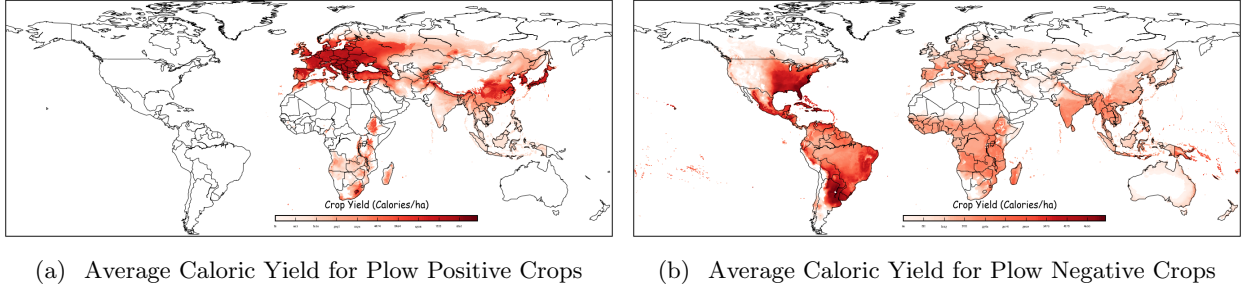 Crop Yield (Calories/ha)
Crop Yield (Calories/ha)
(a) Average Caloric Yield for Plow Positive Crops
(b) Average Caloric Yield for Plow Negative Crops